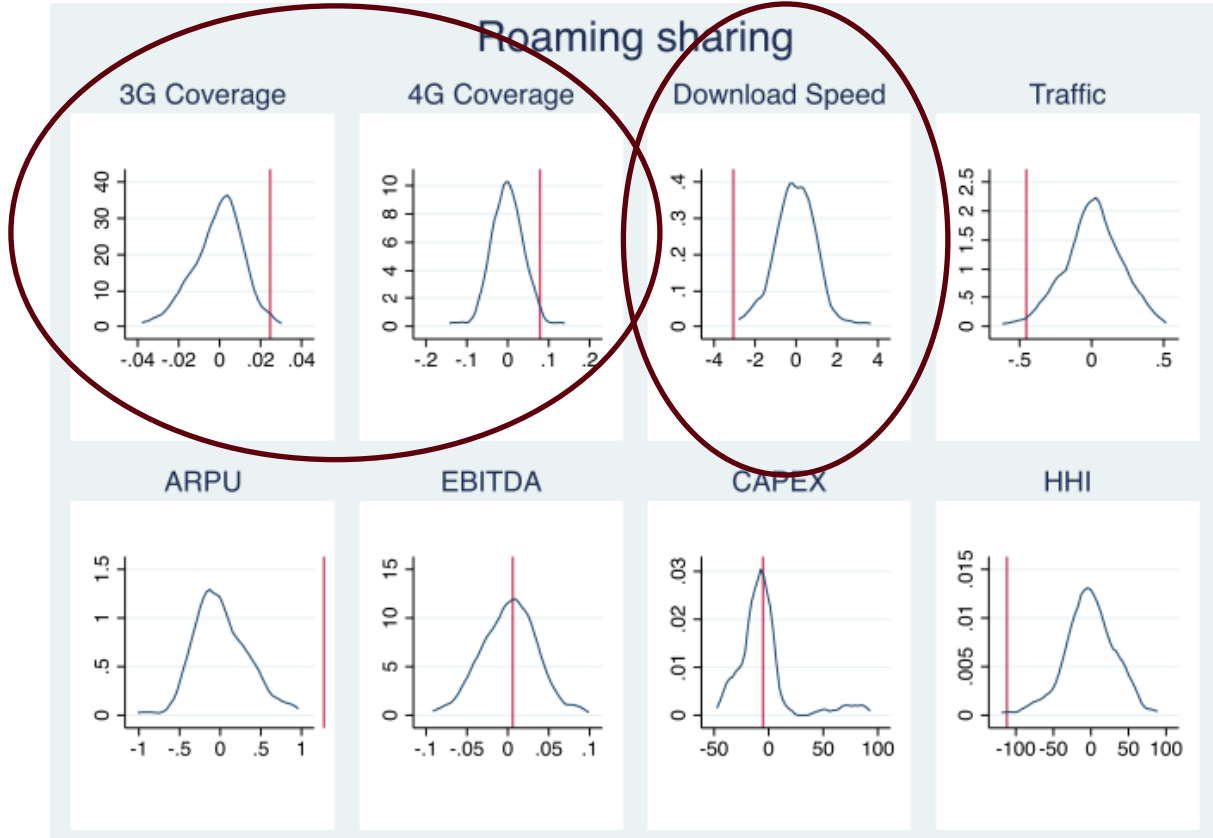 Roaming sharing
3G Coverage
4G Coverage
Download Speed
Traffic
40
30
20
10
0
-.04 -.02 0 .02 .04
10
8
6
4
2
0
-.2 -.1 0 .1 .2
.4
.3
.2
.1
0
-4 -2 0 2 4
2.5
2
1.5
1
.5
0
-.5 0 .5
ARPU
EBITDA
CAPEX
HHI
1.5
1
.5
0
-1 -.5 0 .5 1
15
10
5
0
-.1 -.05 0 .05 .1
.03
.02
.01
0
-50 0 50 100
.015
.01
.005
0
-100 -50 0 50 100